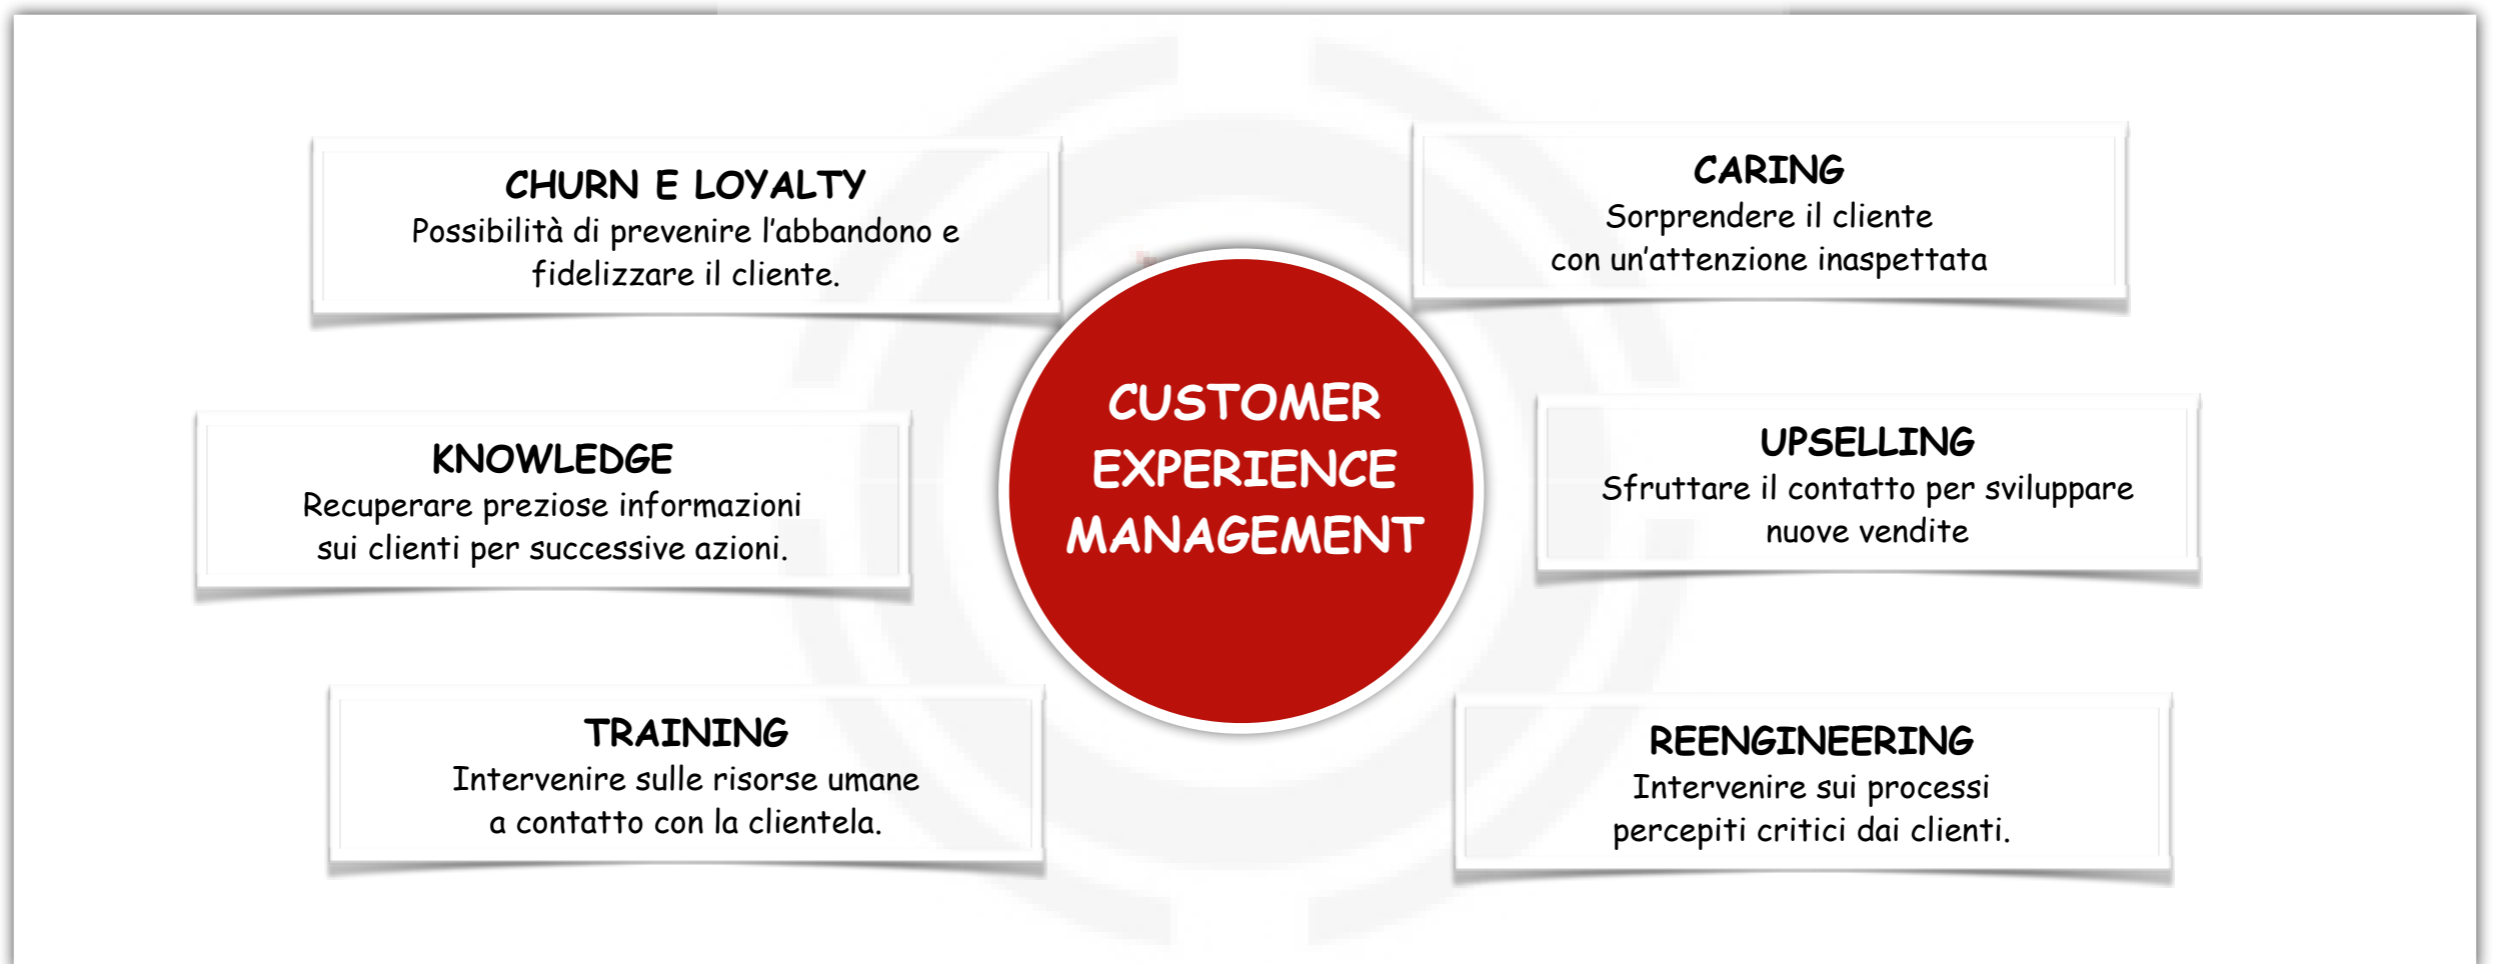 CHURN E LOYALTY
Possibilità di prevenire l'abbandono e
fidelizzare il cliente.
CARING
Sorprendere il cliente
con un'attenzione inaspettata
CUSTOMER
EXPERIENCE
MANAGEMENT
KNOWLEDGE
Recuperare preziose informazioni
sui clienti per successive azioni.
UPSELLING
Sfruttare il contatto per sviluppare
nuove vendite
TRAINING
Intervenire sulle risorse umane
a contatto con la clientela.
REENGINEERING
Intervenire sui processi
percepiti critici dai clienti.